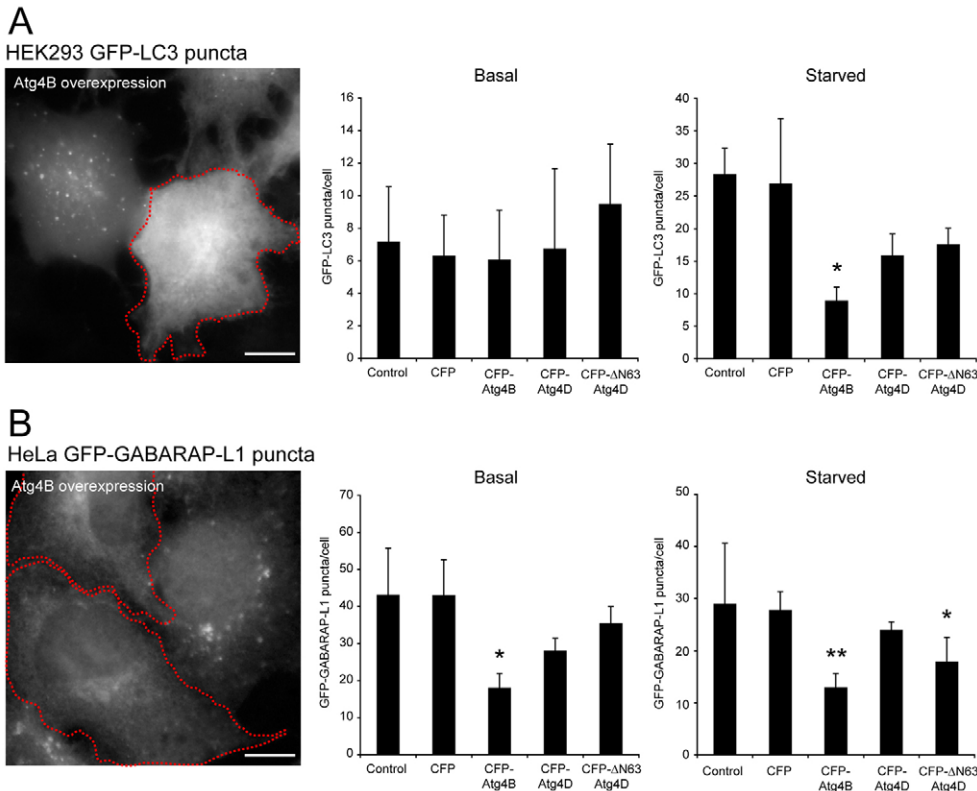 A
HEK293 GFP-LC3 puncta
Atg4B overexpression
Basal
GFP-LC3 puncta/cell
16
14
12
10
8
6
4
2
0
Control
CFP
CFP-
Atg4B
CFP-
Atg4D
CFP-ΔN63
Atg4D
Starved
GFP-LC3 puncta/cell
40
35
30
25
20
15
10
5
0
*
Control
CFP
CFP-
Atg4B
CFP-
Atg4D
CFP-ΔN63
Atg4D
B
HeLa GFP-GABARAP-L1 puncta
Atg4B overexpression
Basal
GFP-GABARAP-L1 puncta/cell
70
60
50
40
30
20
10
0
*
Control
CFP
CFP-
Atg4B
CFP-
Atg4D
CFP-ΔN63
Atg4D
Starved
GFP-GABARAP-L1 puncta/cell
50
40
30
20
10
0
**
*
Control
CFP
CFP-
Atg4B
CFP-
Atg4D
CFP-ΔN63
Atg4D